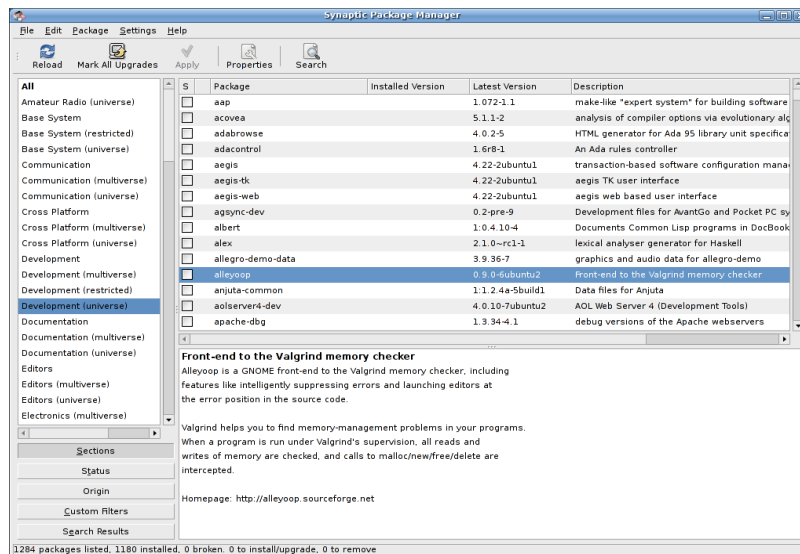 Synaptic Package Manager
File Edit Package Settings Help
Reload Mark All Upgrades Apply Properties Search
All
Amateur Radio (universe)
Base System
Base System (restricted)
Base System (universe)
Communication
Communication (multiverse)
Communication (universe)
Cross Platform
Cross Platform (multiverse)
Cross Platform (universe)
Development
Development (multiverse)
Development (restricted)
Development (universe)
Documentation
Documentation (multiverse)
Documentation (universe)
Editors
Editors (multiverse)
Editors (universe)
Electronics (multiverse)
Sections
Status
Origin
Custom Filters
Search Results
S Package Installed Version Latest Version Description
aap 1.072-1.1 make-like "expert system" for building software
acovea 5.1.1-2 analysis of compiler options via evolutionary alg
adabrowse 4.0.2-5 HTML generator for Ada 95 library unit specifica
adacontrol 1.6r8-1 An Ada rules controller
aegis 4.22-2ubuntu1 transaction-based software configuration mana
aegis-tk 4.22-2ubuntu1 aegis TK user interface
aegis-web 4.22-2ubuntu1 aegis web based user interface
agsync-dev 0.2-pre-9 Development files for AvantGo and Pocket PC sy
albert 1:0.4.10-4 Documents Common Lisp programs in DocBook
alex 2.1.0~rc1-1 lexical analyser generator for Haskell
allegro-demo-data 3.9.36-7 graphics and audio data for allegro-demo
alleyoop 0.9.0-6ubuntu2 Front-end to the Valgrind memory checker
anjuta-common 1:1.2.4a-5build1 Data files for Anjuta
aolserver4-dev 4.0.10-7ubuntu2 AOL Web Server 4 (Development Tools)
apache-dbg 1.3.34-4.1 debug versions of the Apache webservers
Front-end to the Valgrind memory checker
Alleyoop is a GNOME front-end to the Valgrind memory checker, including
features like intelligently suppressing errors and launching editors at
the error position in the source code.
Valgrind helps you to find memory-management problems in your programs.
When a program is run under Valgrind's supervision, all reads and
writes of memory are checked, and calls to malloc/new/free/delete are
intercepted.
Homepage: http://alleyoop.sourceforge.net
1284 packages listed, 1180 installed, 0 broken. 0 to install/upgrade, 0 to remove